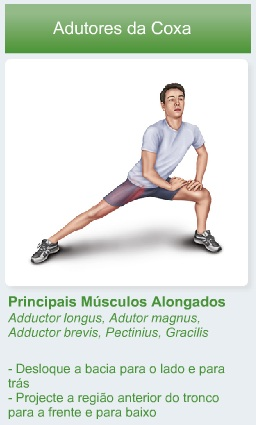 Adutores da Coxa
Principais Músculos Alongados
Adductor longus, Adutor magnus,
Adductor brevis, Pectinius, Gracilis
- Desloque a bacia para o lado e para
trás
- Projecte a região anterior do tronco
para a frente e para baixo